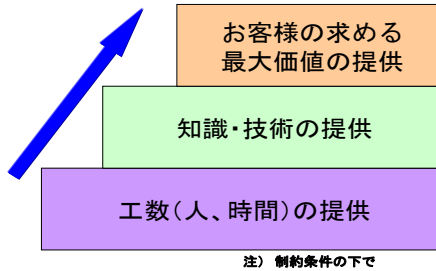 お客様の求める
最大価値の提供
知識・技術の提供
工数(人、時間)の提供
注) 制約条件の下で